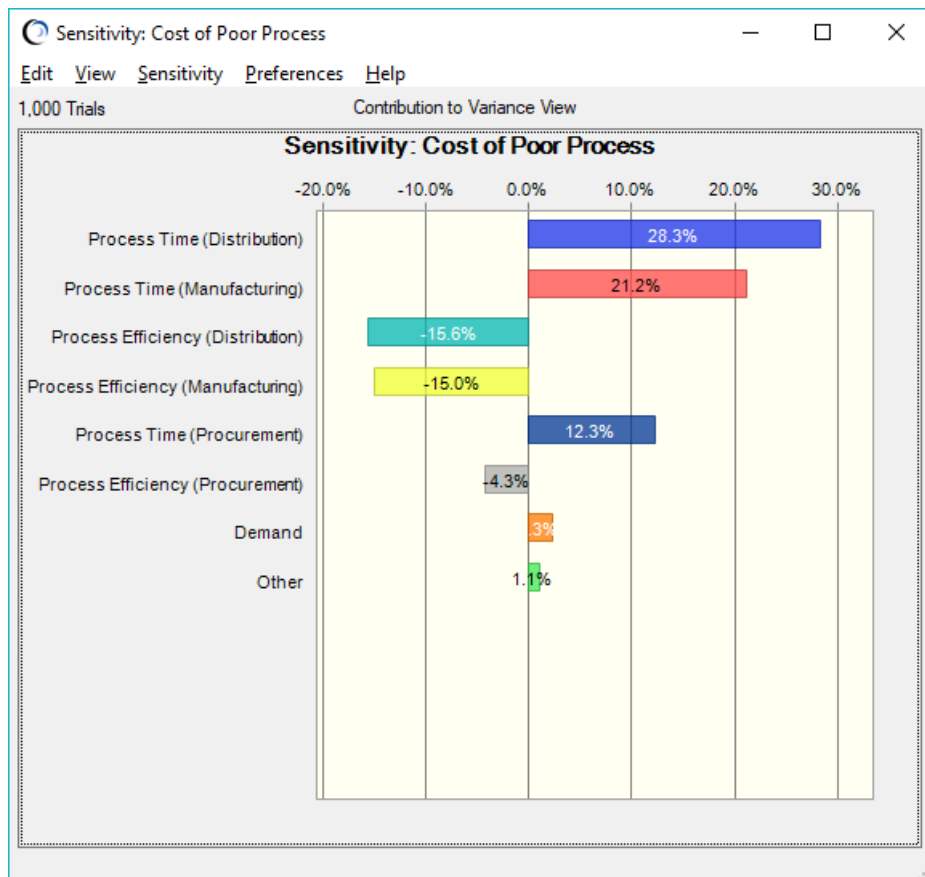 Sensitivity: Cost of Poor Process
Edit View Sensitivity Preferences Help
1,000 Trials Contribution to Variance View
Sensitivity: Cost of Poor Process
-20.0% -10.0% 0.0% 10.0% 20.0% 30.0%
Process Time (Distribution) 28.3%
Process Time (Manufacturing) 21.2%
Process Efficiency (Distribution) -15.6%
Process Efficiency (Manufacturing) -15.0%
Process Time (Procurement) 12.3%
Process Efficiency (Procurement) -4.3%
Demand .3%
Other 1.1%